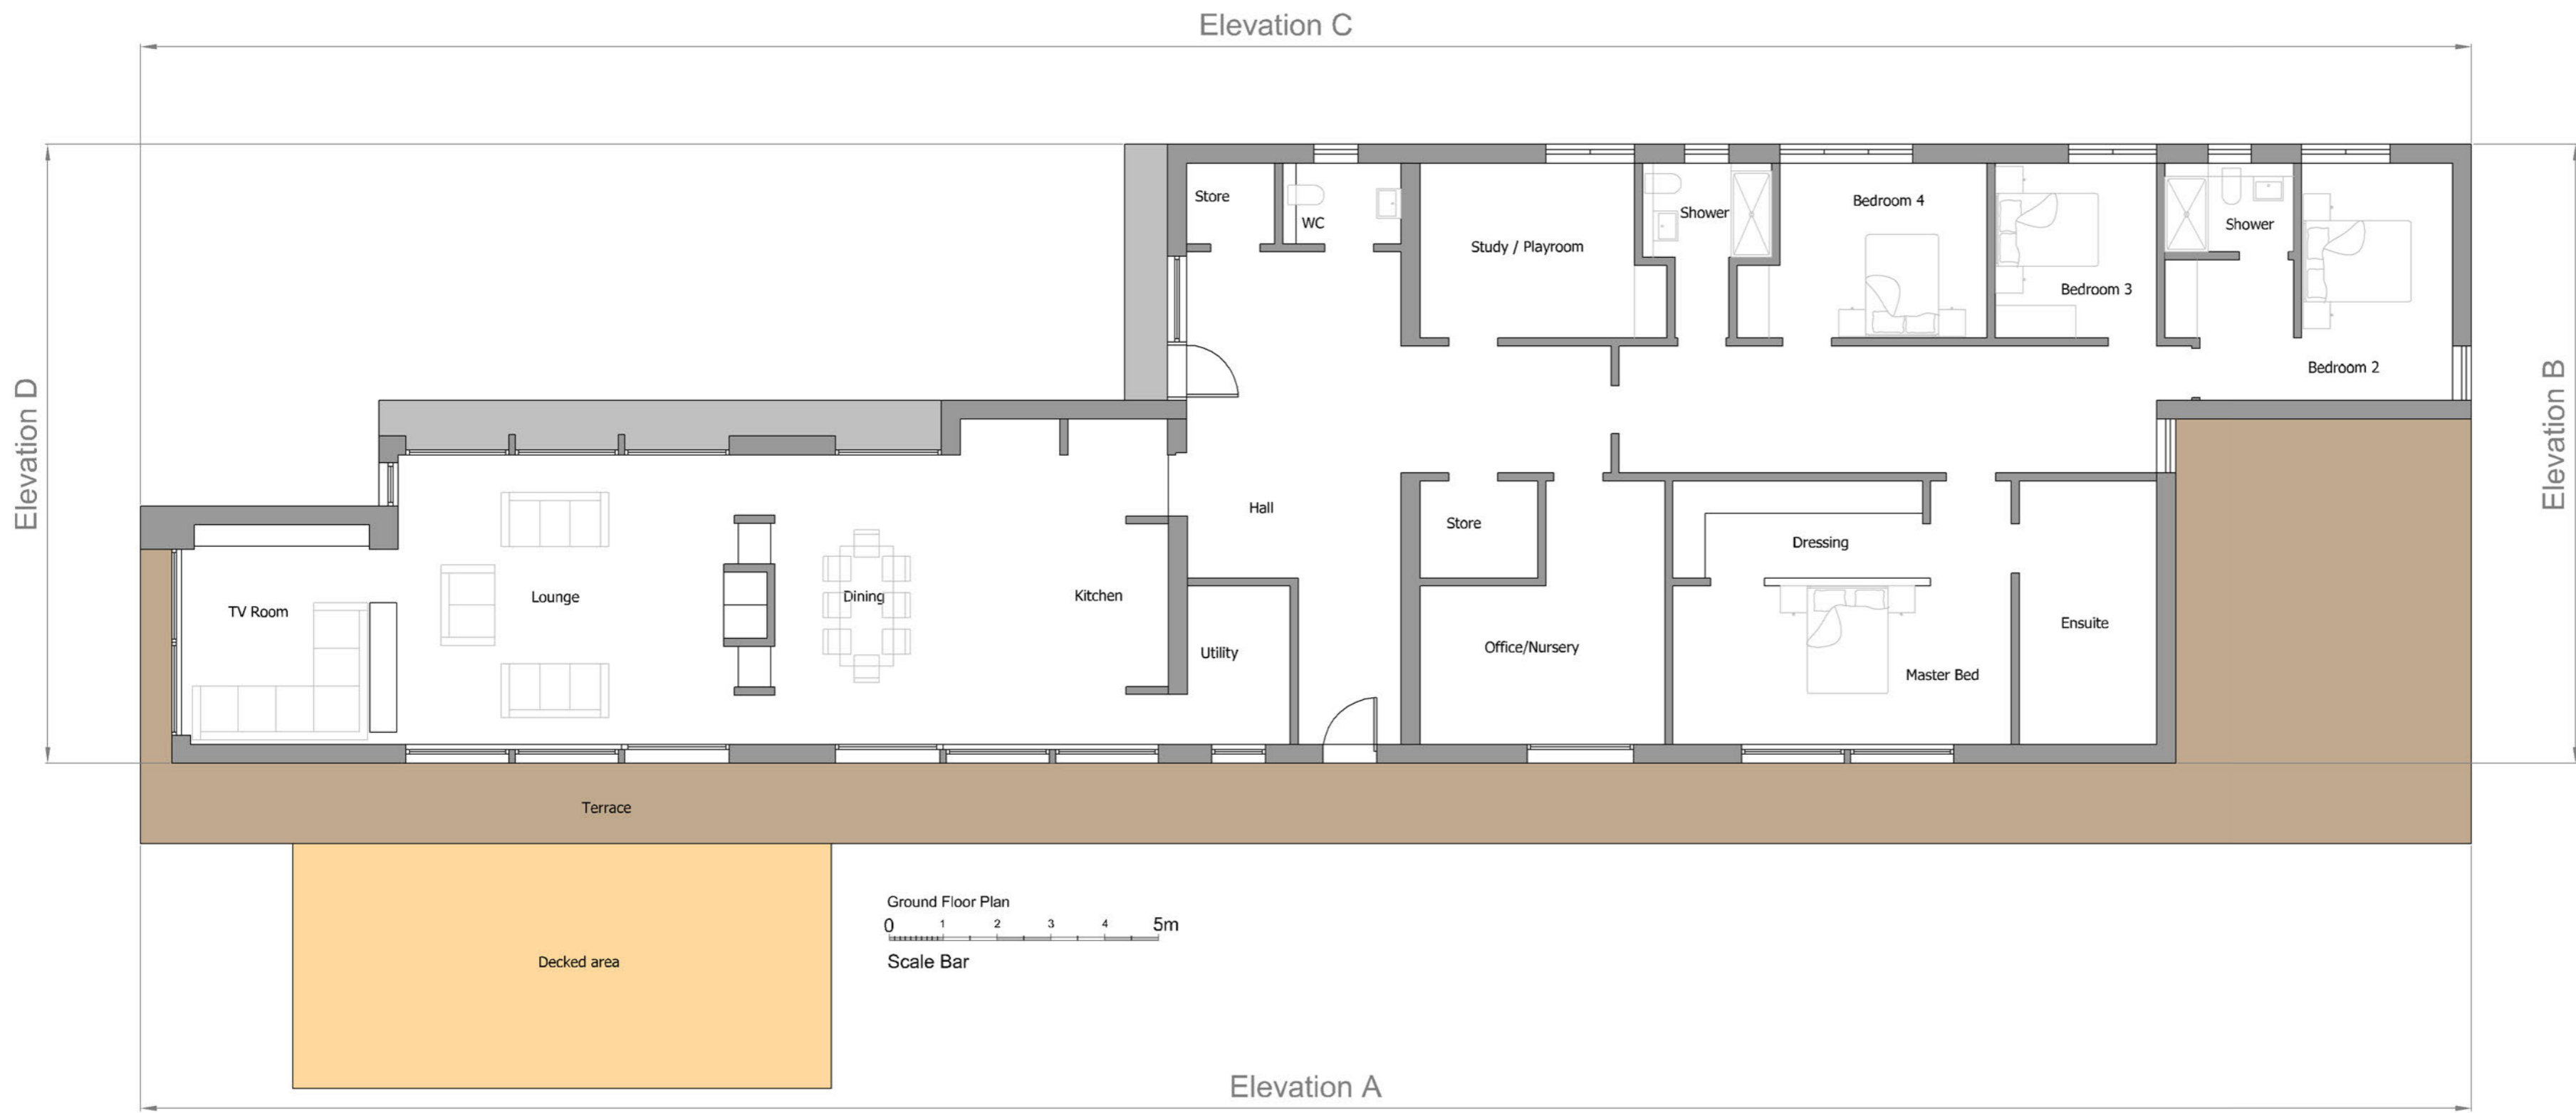 Elevation C
Store
WC
Study / Playroom
Shower
Bedroom 4
Bedroom 3
Shower
Bedroom 2
Elevation D
Elevation B
Hall
Store
Dressing
TV Room
Lounge
Dining
Kitchen
Utility
Office/Nursery
Master Bed
Ensuite
Terrace
Decked area
Ground Floor Plan
0 1 2 3 4 5m
Scale Bar
Elevation A